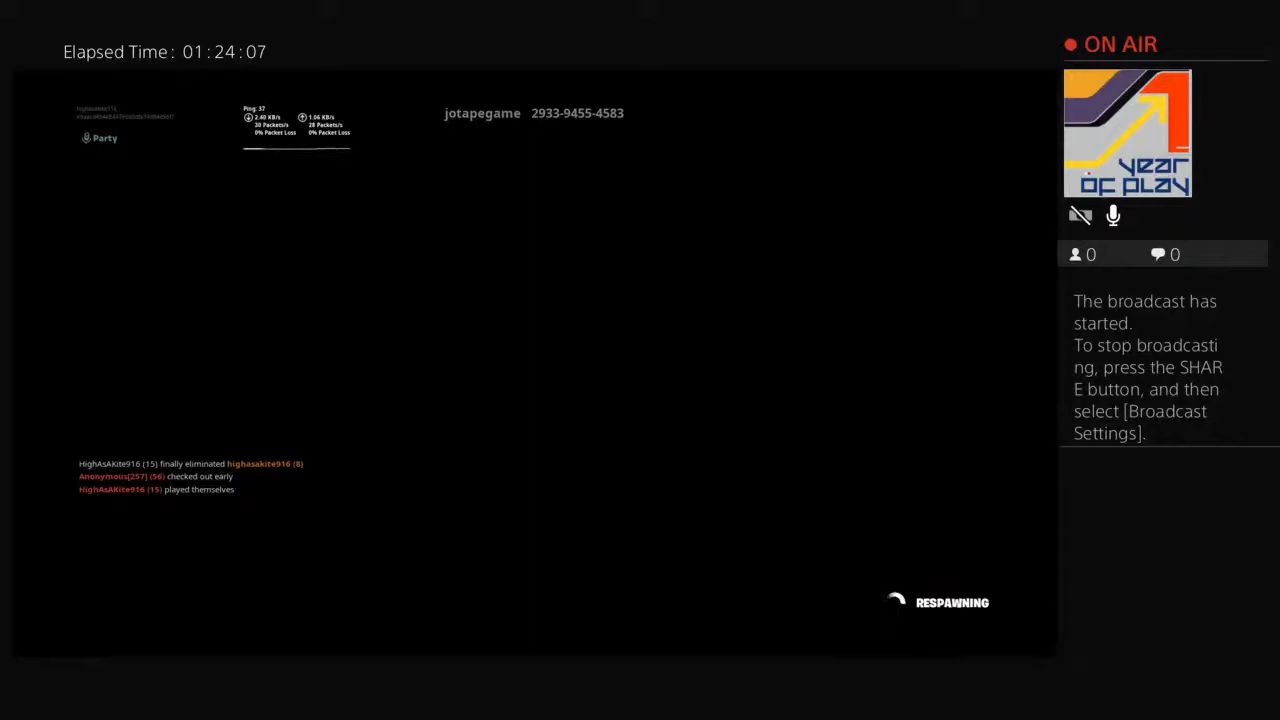 Elapsed Time: 01:24:07
ON AIR
highasakite916
Party
Ping: 37
2.40 KB/s 1.06 KB/s
30 Packets/s 28 Packets/s
0% Packet Loss 0% Packet Loss
jotapegame 2933-9455-4583
year
of play
0 0
The broadcast has
started.
To stop broadcasti
ng, press the SHAR
E button, and then
select [Broadcast
Settings].
HighAsAKite916 (15) finally eliminated highasakite916 (8)
Anonymous[257] (56) checked out early
HighAsAKite916 (15) played themselves
RESPAWNING